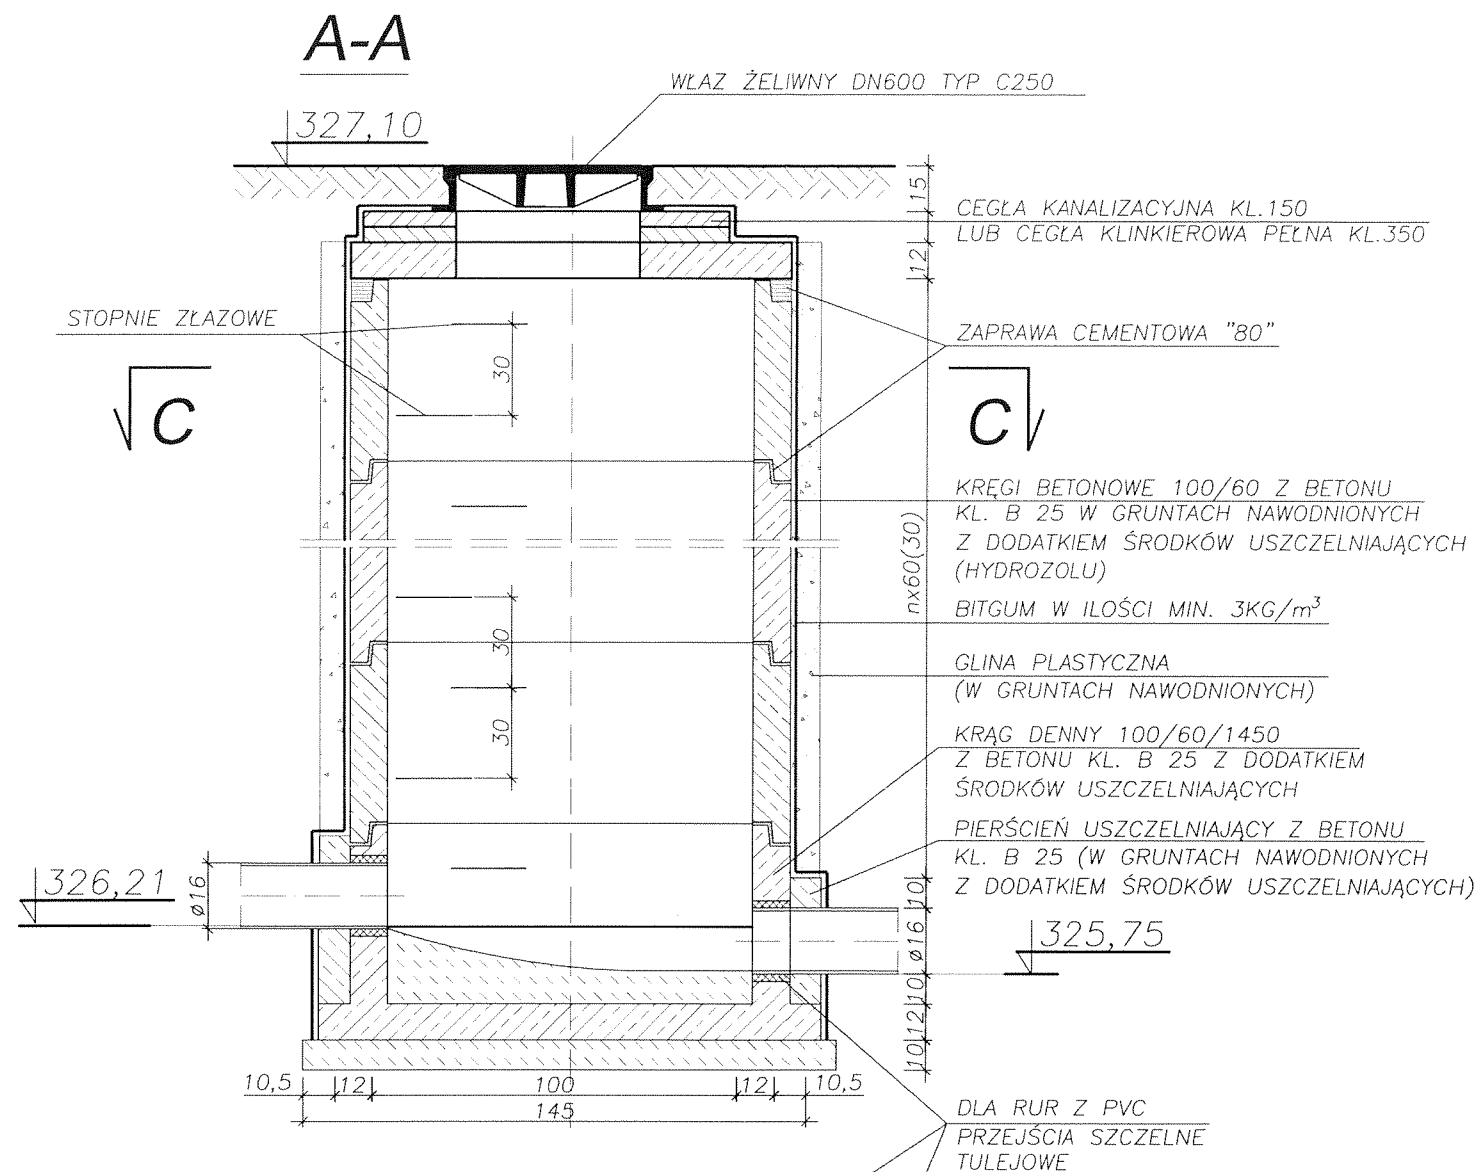 A-A
WŁAZ ŻELIWNY DN600 TYP C250
327,10
15
CEGŁA KANALIZACYJNA KL.150
LUB CEGŁA KLINKIEROWA PEŁNA KL.350
12
STOPNIE ZŁAZOWE
ZAPRAWA CEMENTOWA "80"
30
C
C
KRĘGI BETONOWE 100/60 Z BETONU
KL. B 25 W GRUNTACH NAWODNIONYCH
Z DODATKIEM ŚRODKÓW USZCZELNIAJĄCYCH
(HYDROZOLU)
nx60(30)
BITGUM W ILOŚCI MIN. 3KG/m³
30
GLINA PLASTYCZNA
(W GRUNTACH NAWODNIONYCH)
30
KRĄG DENNY 100/60/1450
Z BETONU KL. B 25 Z DODATKIEM
ŚRODKÓW USZCZELNIAJĄCYCH
PIERŚCIEŃ USZCZELNIAJĄCY Z BETONU
KL. B 25 (W GRUNTACH NAWODNIONYCH
Z DODATKIEM ŚRODKÓW USZCZELNIAJĄCYCH)
326,21
ø16
10
ø16
325,75
10
12
10
10,5 12 100 12 10,5
145
DLA RUR Z PVC
PRZEJŚCIA SZCZELNE
TULEJOWE